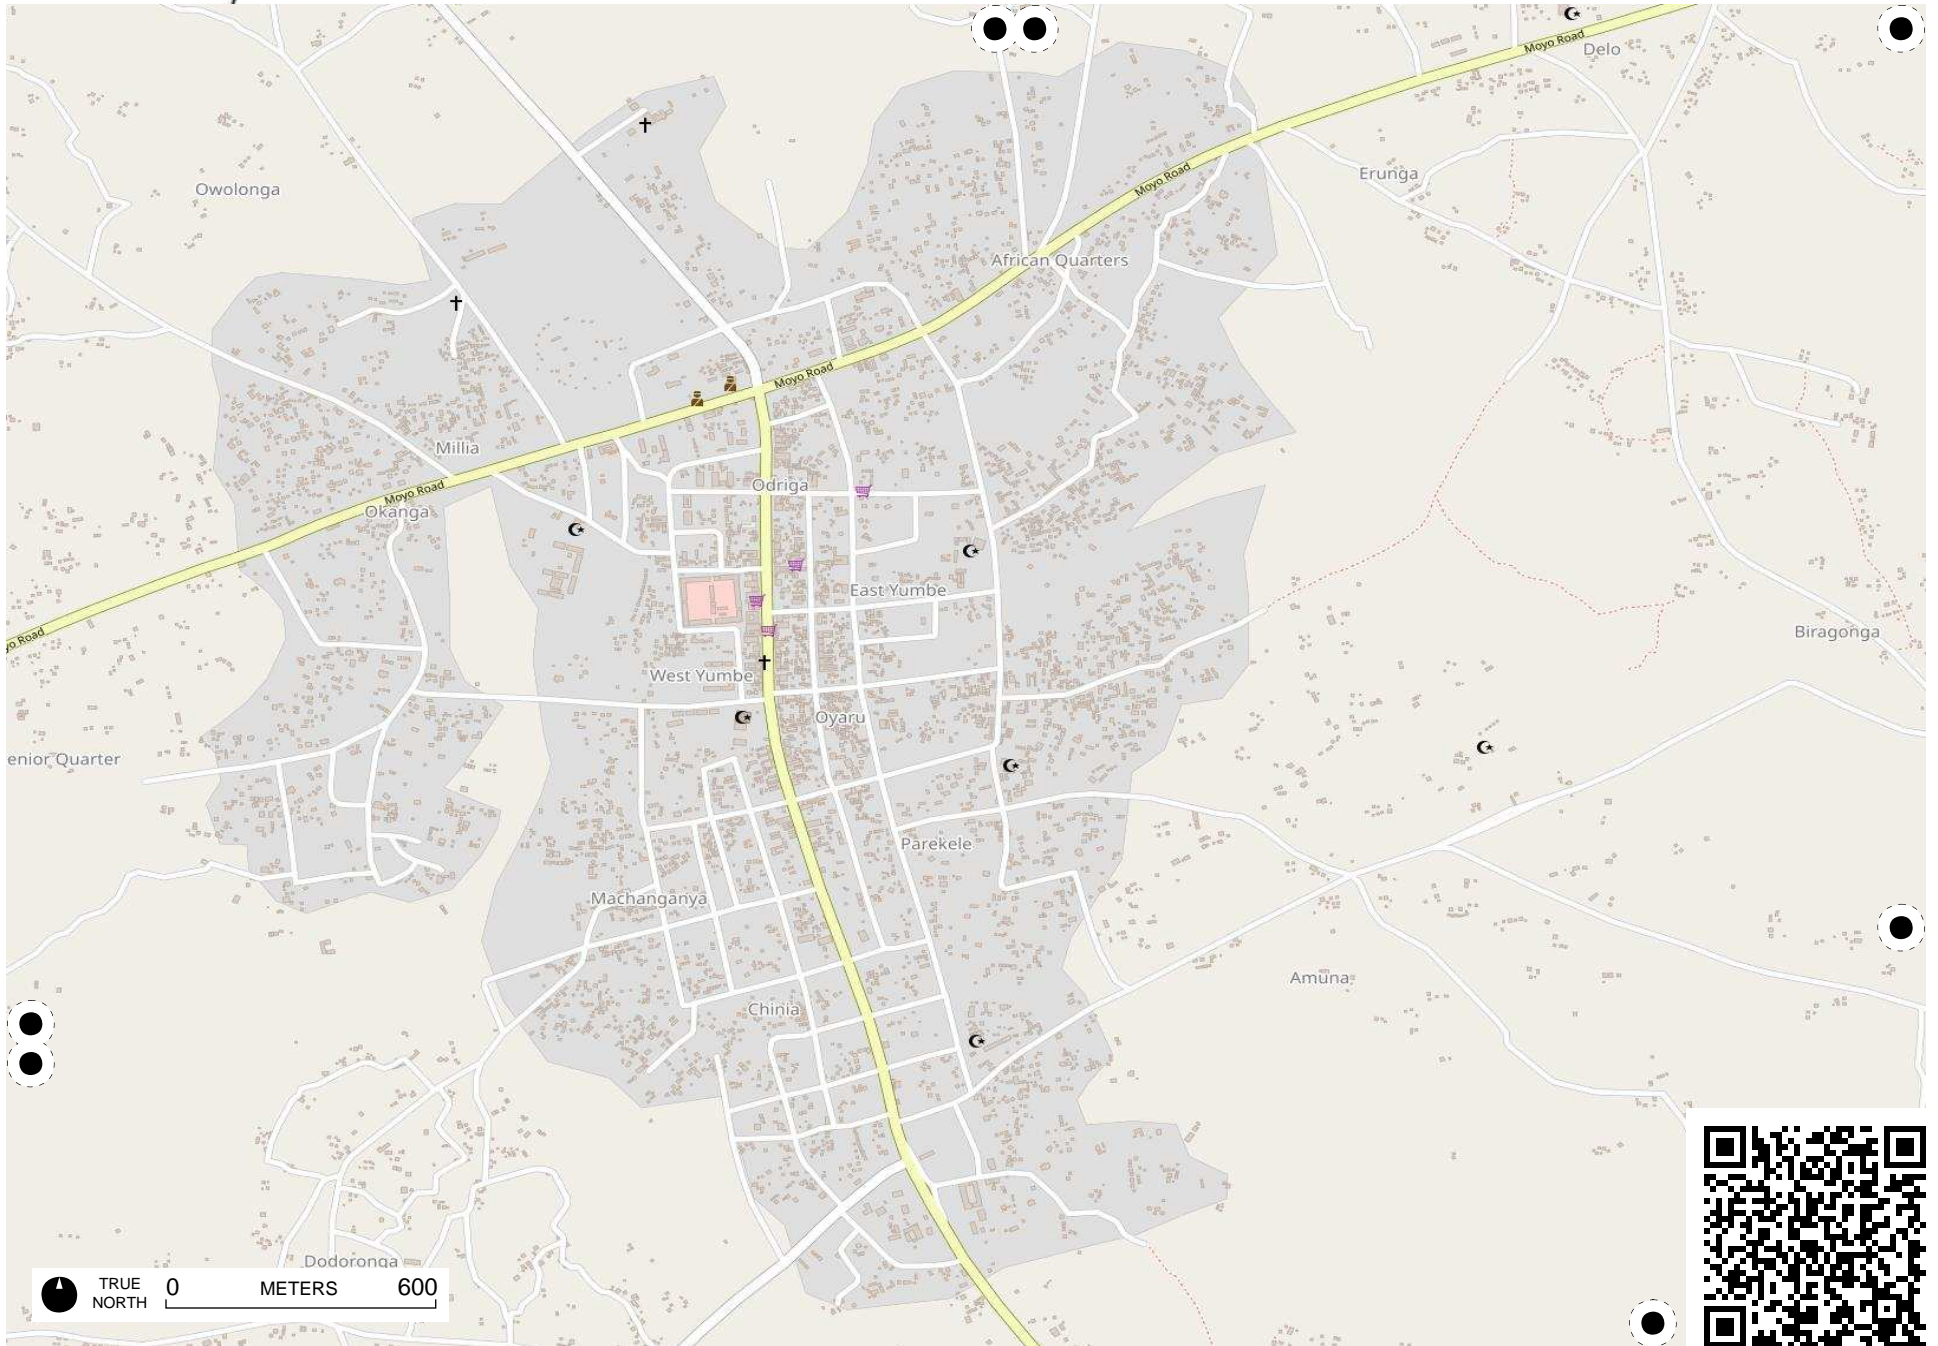 Moyo Road
Delo
Moyo Road
Erunga
Owolonga
African Quarters
Moyo Road
Millia
Odriga
Moyo Road
Okanga
East Yumbe
yo Road
Biragonga
West Yumbe
Oyaru
enior Quarter
Parekele
Machanganya
Amuna
Chinia
Dodoronga
TRUE NORTH
0 METERS 600